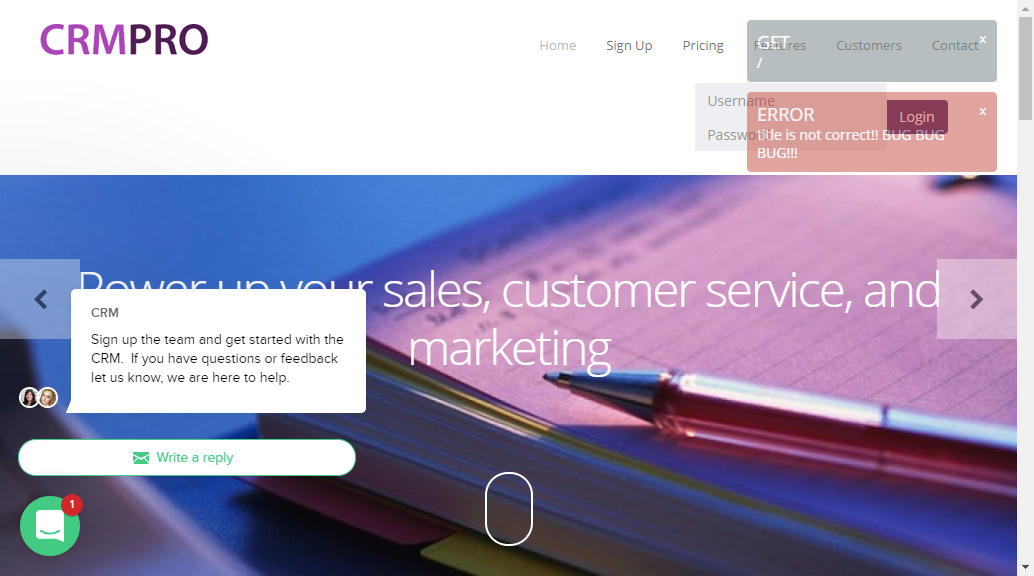 CRMPRO
Home
Sign Up
Pricing
Features
Customers
Contact
GET
/
x
Username
Password
Login
ERROR
x
title is not correct!! BUG BUG
BUG!!!
Power up your sales, customer service, and
marketing
CRM
Sign up the team and get started with the
CRM. If you have questions or feedback
let us know, we are here to help.
Write a reply
1